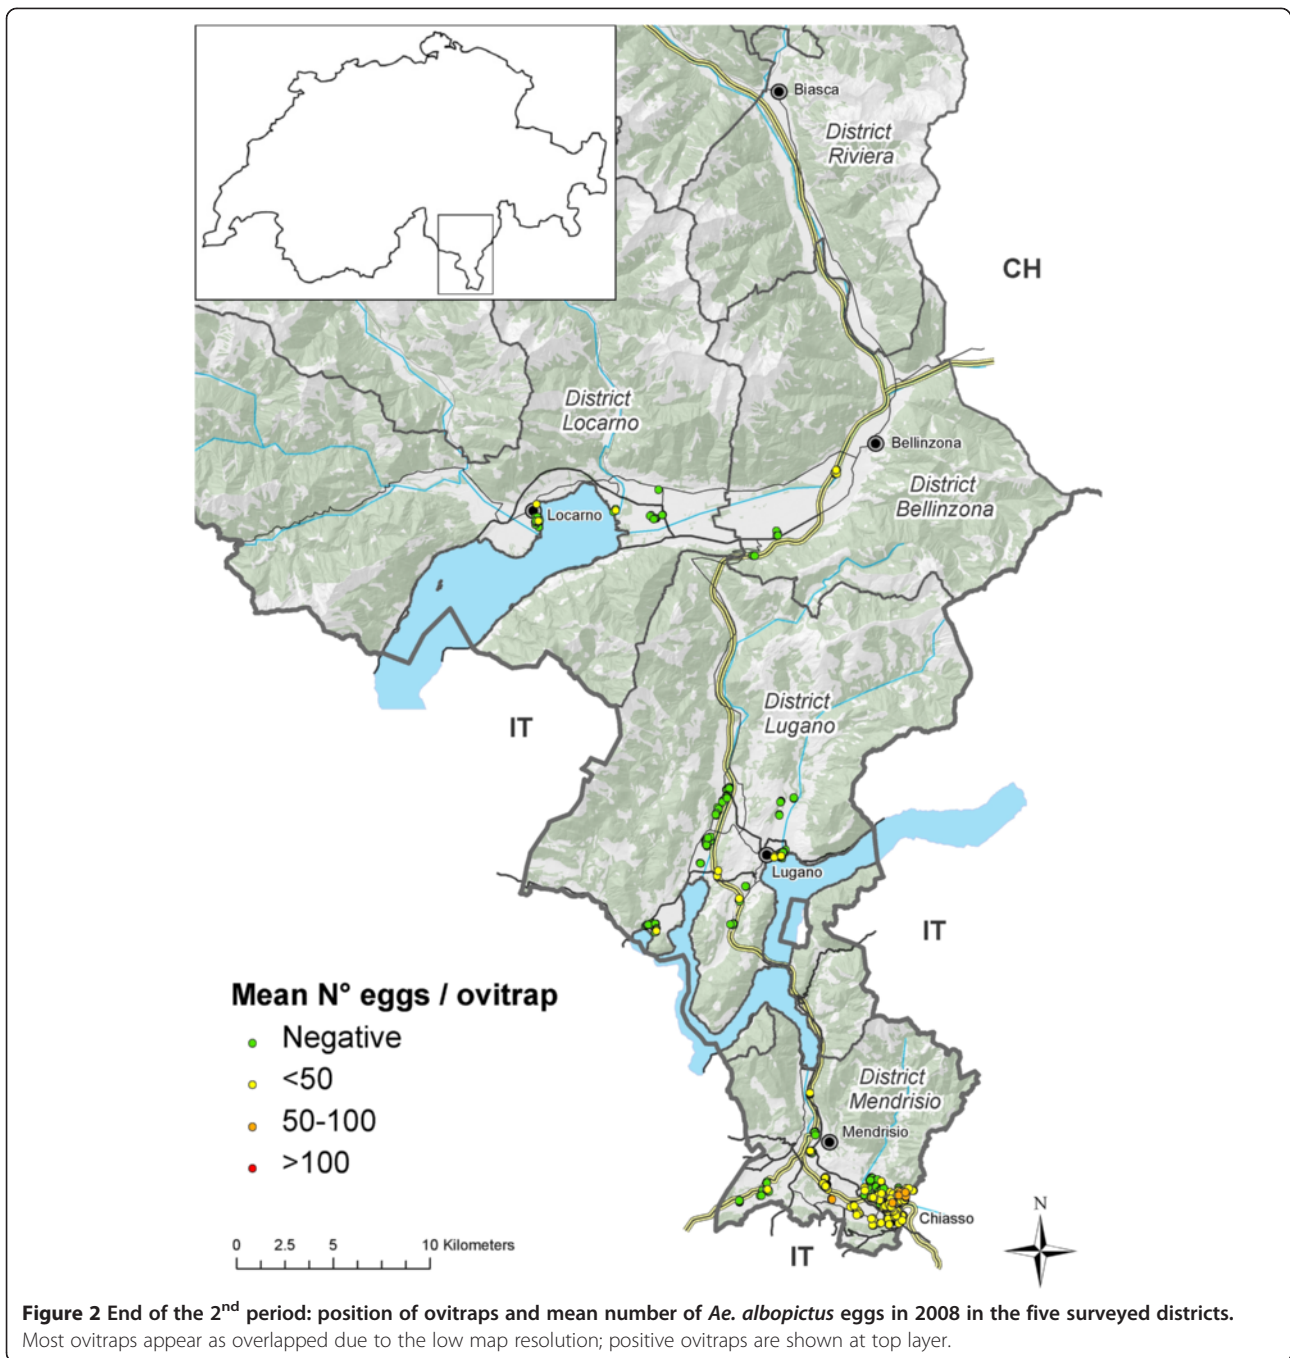 Biasca
District
Riviera
CH
District
Locarno
Bellinzona
District
Bellinzona
Locarno
IT
District
Lugano
Lugano
IT
Mean N° eggs / ovitrap
Negative
<50
50-100
>100
District
Mendrisio
Mendrisio
Chiasso
N
IT
0 2.5 5 10 Kilometers
Figure 2 End of the 2nd period: position of ovitraps and mean number of Ae. albopictus eggs in 2008 in the five surveyed districts.
Most ovitraps appear as overlapped due to the low map resolution; positive ovitraps are shown at top layer.